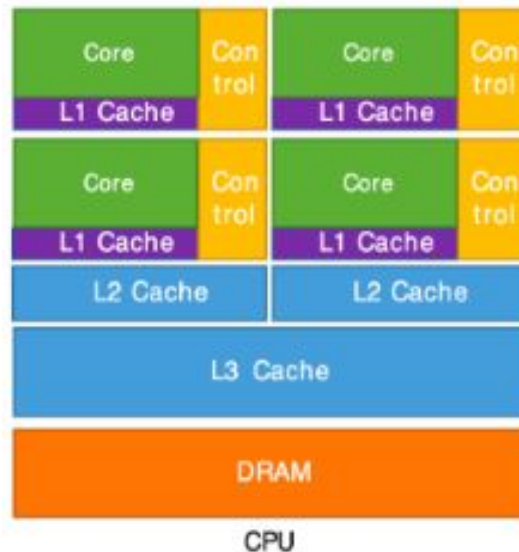 Core
Con
trol
L1 Cache
Core
Con
trol
L1 Cache
Core
Con
trol
L1 Cache
Core
Con
trol
L1 Cache
L2 Cache
L2 Cache
L3 Cache
DRAM
CPU